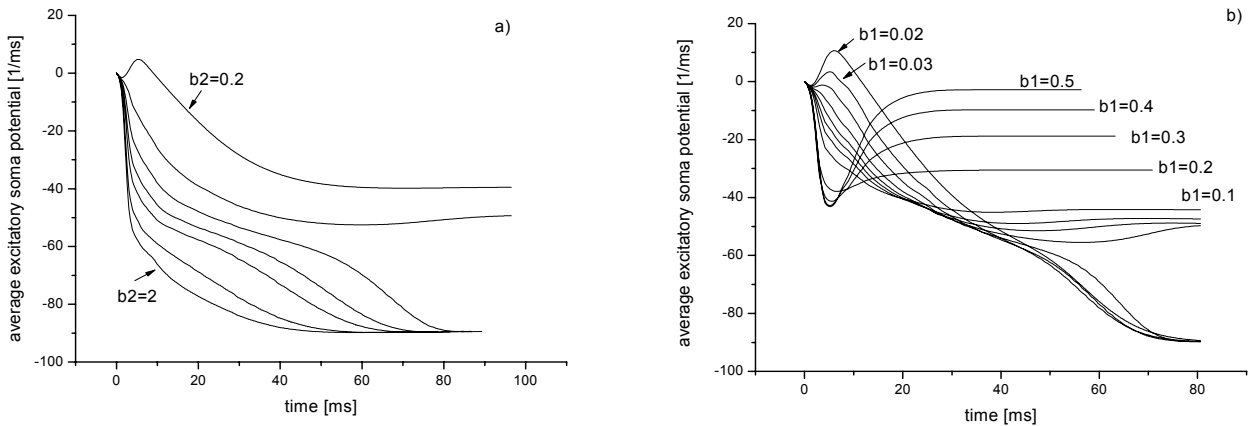 a)
average excitatory soma potential [1/ms]
20
0
-20
-40
-60
-80
-100
b2=0.2
b2=2
0 20 40 60 80 100
time [ms]
b)
average excitatory soma potential [1/ms]
20
0
-20
-40
-60
-80
-100
b1=0.02
b1=0.03
b1=0.5
b1=0.4
b1=0.3
b1=0.2
b1=0.1
0 20 40 60 80
time [ms]